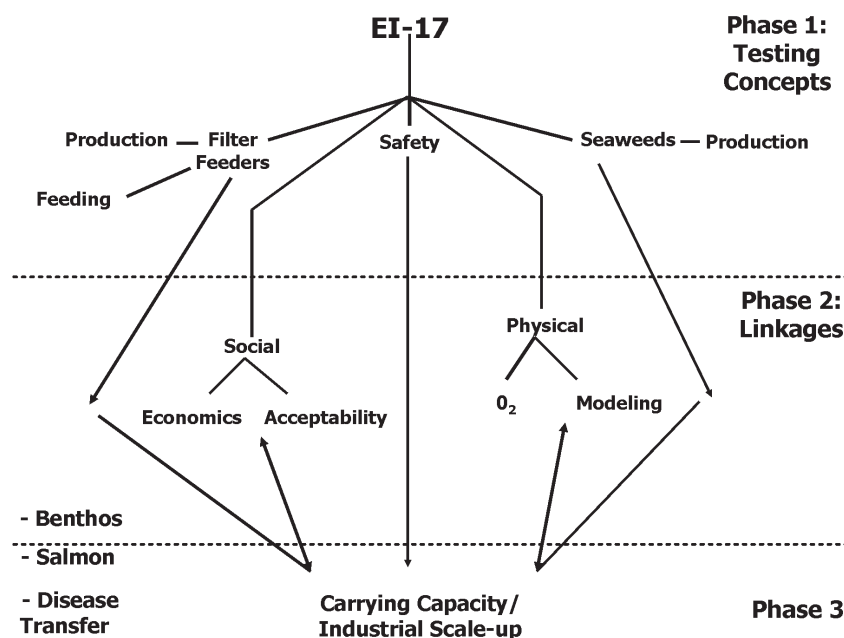 EI-17
Phase 1:
Testing
Concepts
Production
Filter
Feeders
Feeding
Safety
Seaweeds
Production
Phase 2:
Linkages
Social
Economics
Acceptability
Physical
0₂
Modeling
- Benthos
- Salmon
- Disease
Transfer
Carrying Capacity/
Industrial Scale-up
Phase 3